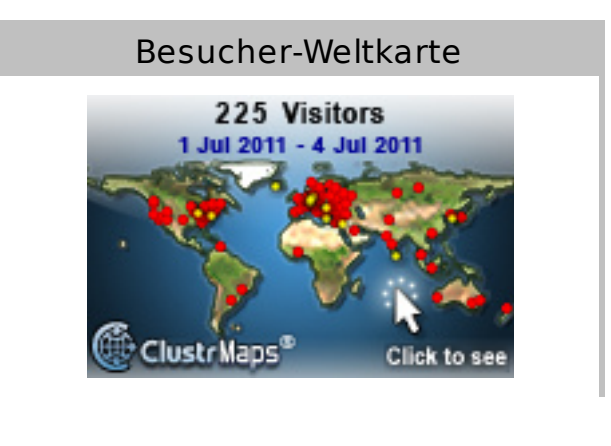 Besucher-Weltkarte
225 Visitors
1 Jul 2011 - 4 Jul 2011
ClustrMaps®
Click to see